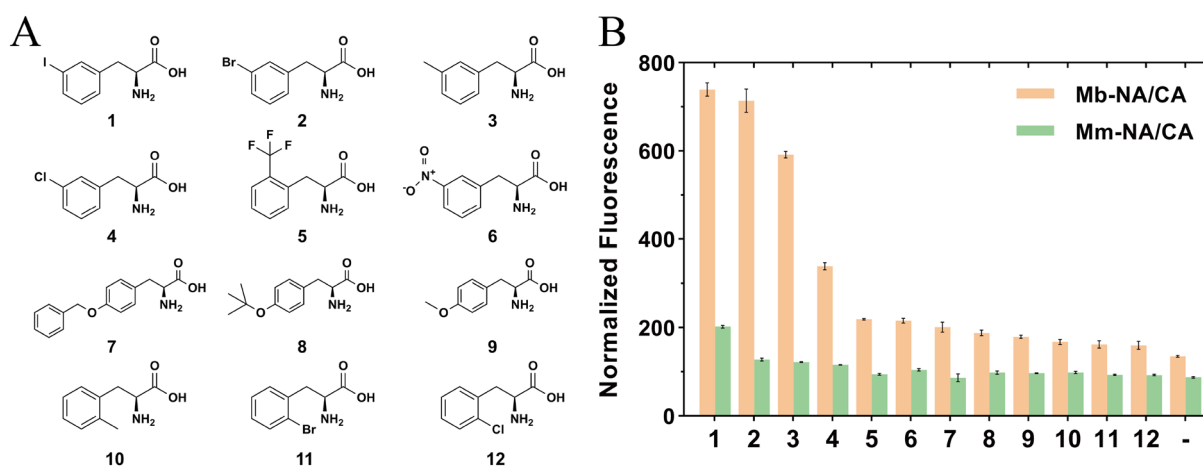 A
I
O
OH
NH₂
1
Br
O
OH
NH₂
2
O
OH
NH₂
3
Cl
O
OH
NH₂
4
F
F
F
O
OH
NH₂
5
O
N⁺
⁻O
O
OH
NH₂
6
O
O
OH
NH₂
7
O
O
OH
NH₂
8
O
O
OH
NH₂
9
O
OH
NH₂
10
O
OH
NH₂
Br
11
O
OH
NH₂
Cl
12
B
Normalized Fluorescence
800
600
400
200
0
Mb-NA/CA
Mm-NA/CA
1 2 3 4 5 6 7 8 9 10 11 12 -